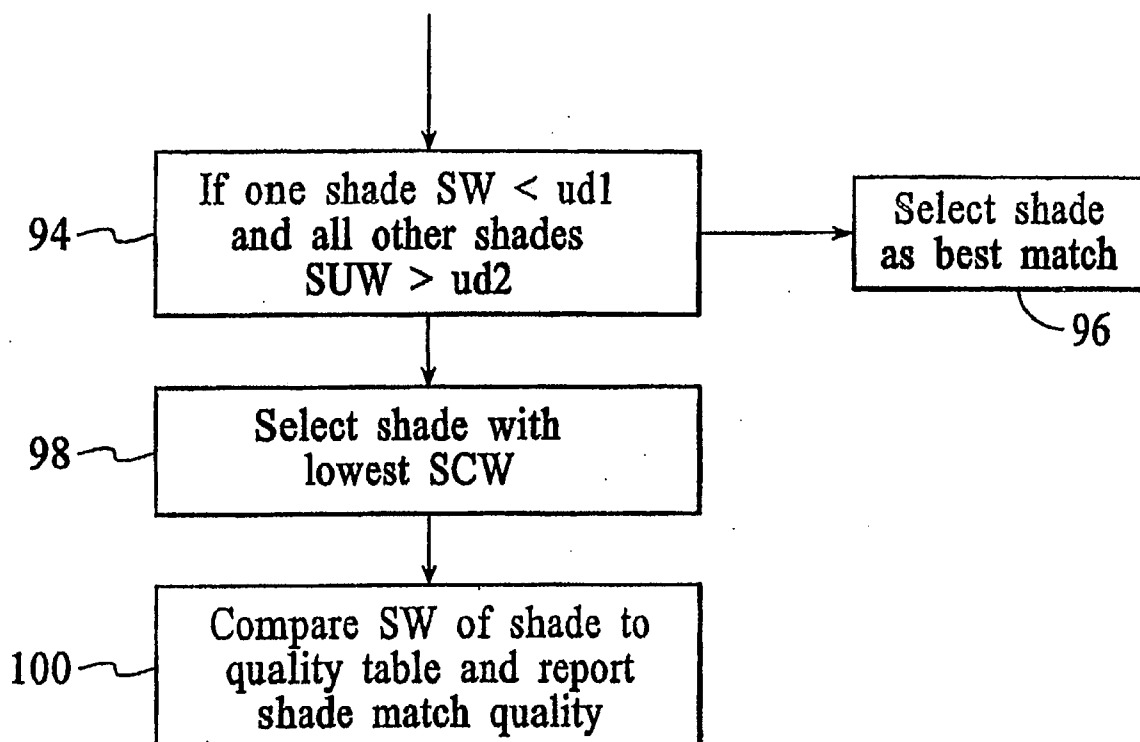 If one shade SW < ud1
and all other shades
SUW > ud2
94
Select shade
as best match
96
Select shade with
lowest SCW
98
Compare SW of shade to
quality table and report
shade match quality
100